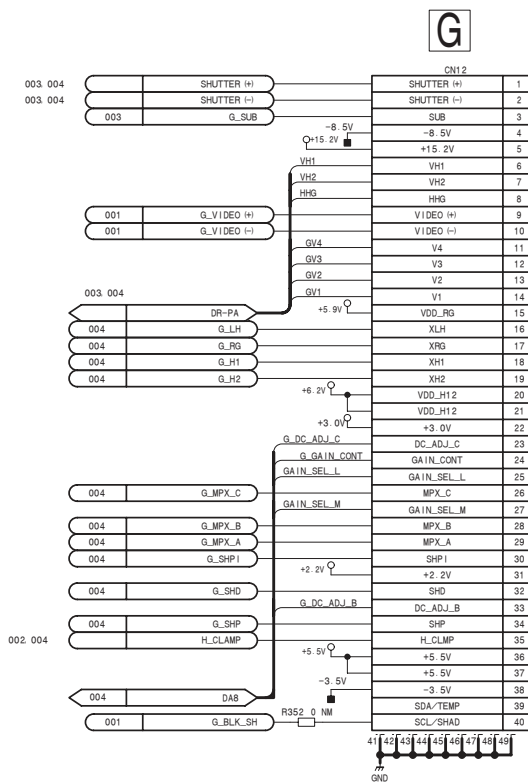 G
CN12
003. 004 SHUTTER (+) SHUTTER (+) 1
003. 004 SHUTTER (-) SHUTTER (-) 2
003 G_SUB SUB 3
-8. 5V -8. 5V 4
+15. 2V +15. 2V 5
VH1 VH1 6
VH2 VH2 7
HHG HHG 8
001 G_VIDEO (+) VIDEO (+) 9
001 G_VIDEO (-) VIDEO (-) 10
GV4 V4 11
GV3 V3 12
GV2 V2 13
003. 004 GV1 V1 14
DR-PA +5. 9V VDD_RG 15
004 G_LH XLH 16
004 G_RG XRG 17
004 G_H1 XH1 18
004 G_H2 XH2 19
+6. 2V VDD_H12 20
VDD_H12 21
+3. 0V +3. 0V 22
G_DC_ADJ_C DC_ADJ_C 23
G_GAIN_CONT GAIN_CONT 24
GAIN_SEL_L GAIN_SEL_L 25
004 G_MPX_C MPX_C 26
GAIN_SEL_M GAIN_SEL_M 27
004 G_MPX_B MPX_B 28
004 G_MPX_A MPX_A 29
004 G_SHPI SHPI 30
+2. 2V +2. 2V 31
004 G_SHD SHD 32
G_DC_ADJ_B DC_ADJ_B 33
004 G_SHP SHP 34
002. 004 H_CLAMP H_CLMP 35
+5. 5V +5. 5V 36
+5. 5V 37
-3. 5V -3. 5V 38
004 DA8 SDA/TEMP 39
001 G_BLK_SH R352 0 NM SCL/SHAD 40
41 42 43 44 45 46 47 48 49
GND